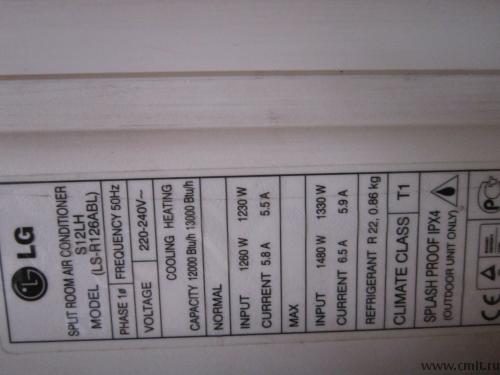 LG
SPLIT ROOM AIR CONDITIONER
S12LH
MODEL (LS-R126ABL)
PHASE 1ø FREQUENCY 50Hz
VOLTAGE 220-240V~
COOLING HEATING
CAPACITY 12000 Btu/h 13000 Btu/h
NORMAL
INPUT 1260 W 1230 W
CURRENT 5.8 A 5.5 A
MAX
INPUT 1480 W 1330 W
CURRENT 6.5 A 5.9 A
REFRIGERANT R 22, 0.86 kg
CLIMATE CLASS T1
SPLASH PROOF IPX4
(OUTDOOR UNIT ONLY)
CE
www.cmlt.ru